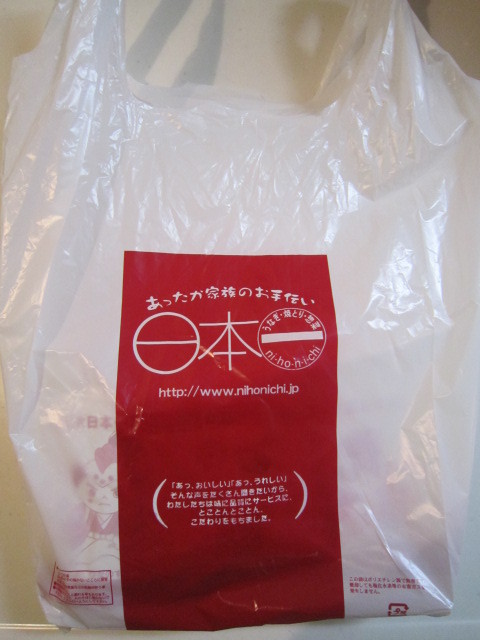 あったか家族のお手伝い
日本一
うなぎ・焼とり・惣菜
ni-ho-n-i-chi
http://www.nihonichi.jp
「あっ、おいしい」「あっ、うれしい」
そんな声をたくさん聞きたいから、
わたしたちは味に品質にサービスに、
とことんとことん、
こだわりをもちました。
日本